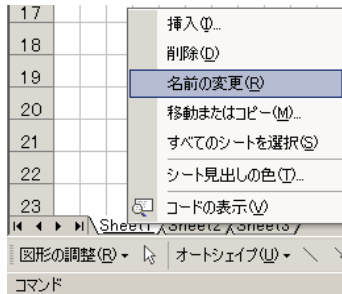 17
挿入(I)...
18
削除(D)
19
名前の変更(R)
20
移動またはコピー(M)...
21
すべてのシートを選択(S)
22
シート見出しの色(T)...
23
コードの表示(V)
Sheet1 Sheet2 Sheet3
図形の調整(R) オートシェイプ(U)
コマンド